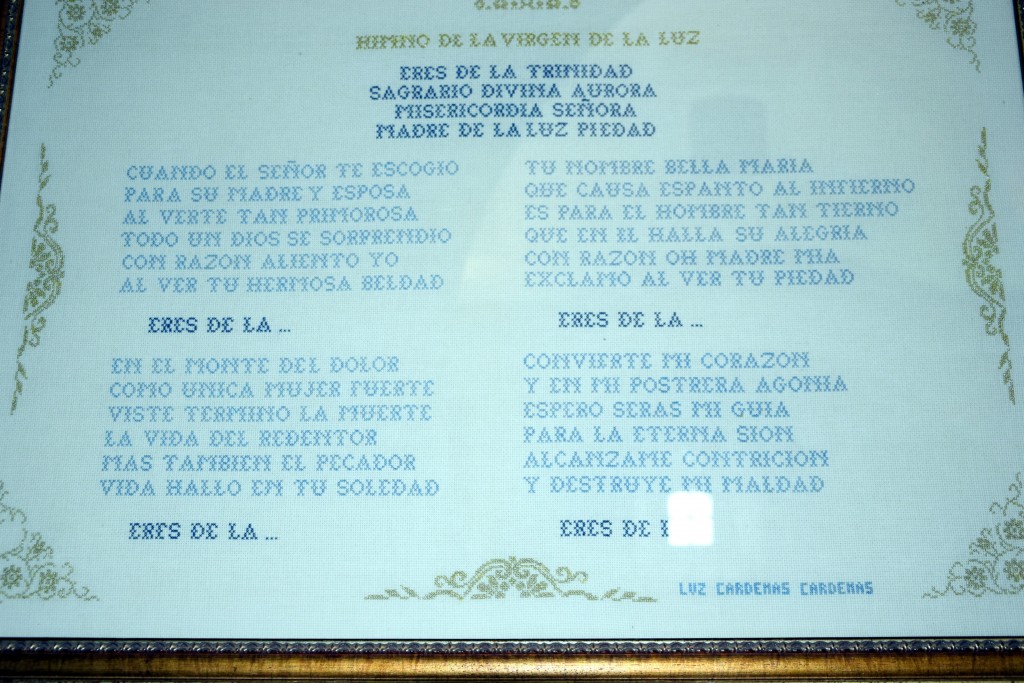 HIMNO DE LA VIRGEN DE LA LUZ
ERES DE LA TRINIDAD
SAGRARIO DIVINA AURORA
MISERICORDIA SEÑORA
MADRE DE LA LUZ PIEDAD
CUANDO EL SEÑOR TE ESCOGIO
PARA SU MADRE Y ESPOSA
AL VERTE TAN PRIMOROSA
TODO UN DIOS SE SORPRENDIO
CON RAZON ALIENTO YO
AL VER TU HERMOSA BELDAD
ERES DE LA ...
EN EL MONTE DEL DOLOR
COMO UNICA MUJER FUERTE
VISTE TERMINO LA MUERTE
LA VIDA DEL REDENTOR
MAS TAMBIEN EL PECADOR
VIDA HALLO EN TU SOLEDAD
ERES DE LA ...
TU NOMBRE BELLA MARIA
QUE CAUSA ESPANTO AL INFIERNO
ES PARA EL HOMBRE TAN TIERNO
QUE EN EL HALLA SU ALEGRIA
CON RAZON OH MADRE MIA
EXCLAMO AL VER TU PIEDAD
ERES DE LA ...
CONVIERTE MI CORAZON
Y EN MI POSTRERA AGONIA
ESPERO SERAS MI GUIA
PARA LA ETERNA SION
ALCANZAME CONTRICION
Y DESTRUYE MI MALDAD
ERES DE
LUZ CARDENAS CARDENAS